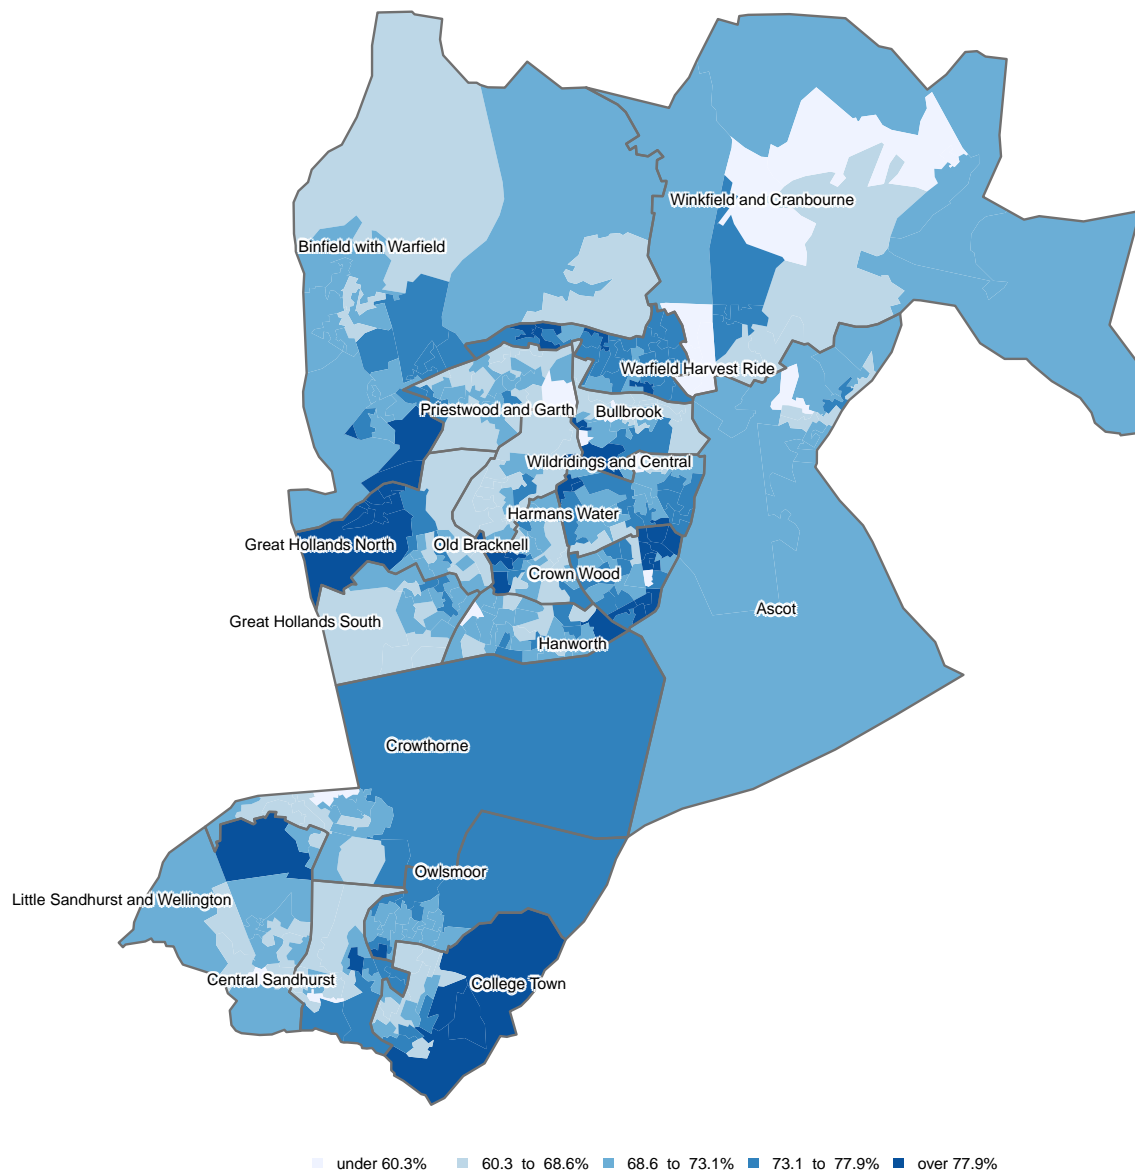 Winkfield and Cranbourne
Binfield with Warfield
Warfield Harvest Ride
Priestwood and Garth
Bullbrook
Wildridings and Central
Harmans Water
Great Hollands North
Old Bracknell
Crown Wood
Ascot
Great Hollands South
Hanworth
Crowthorne
Owlsmoor
Little Sandhurst and Wellington
Central Sandhurst
College Town
under 60.3%
60.3 to 68.6%
68.6 to 73.1%
73.1 to 77.9%
over 77.9%